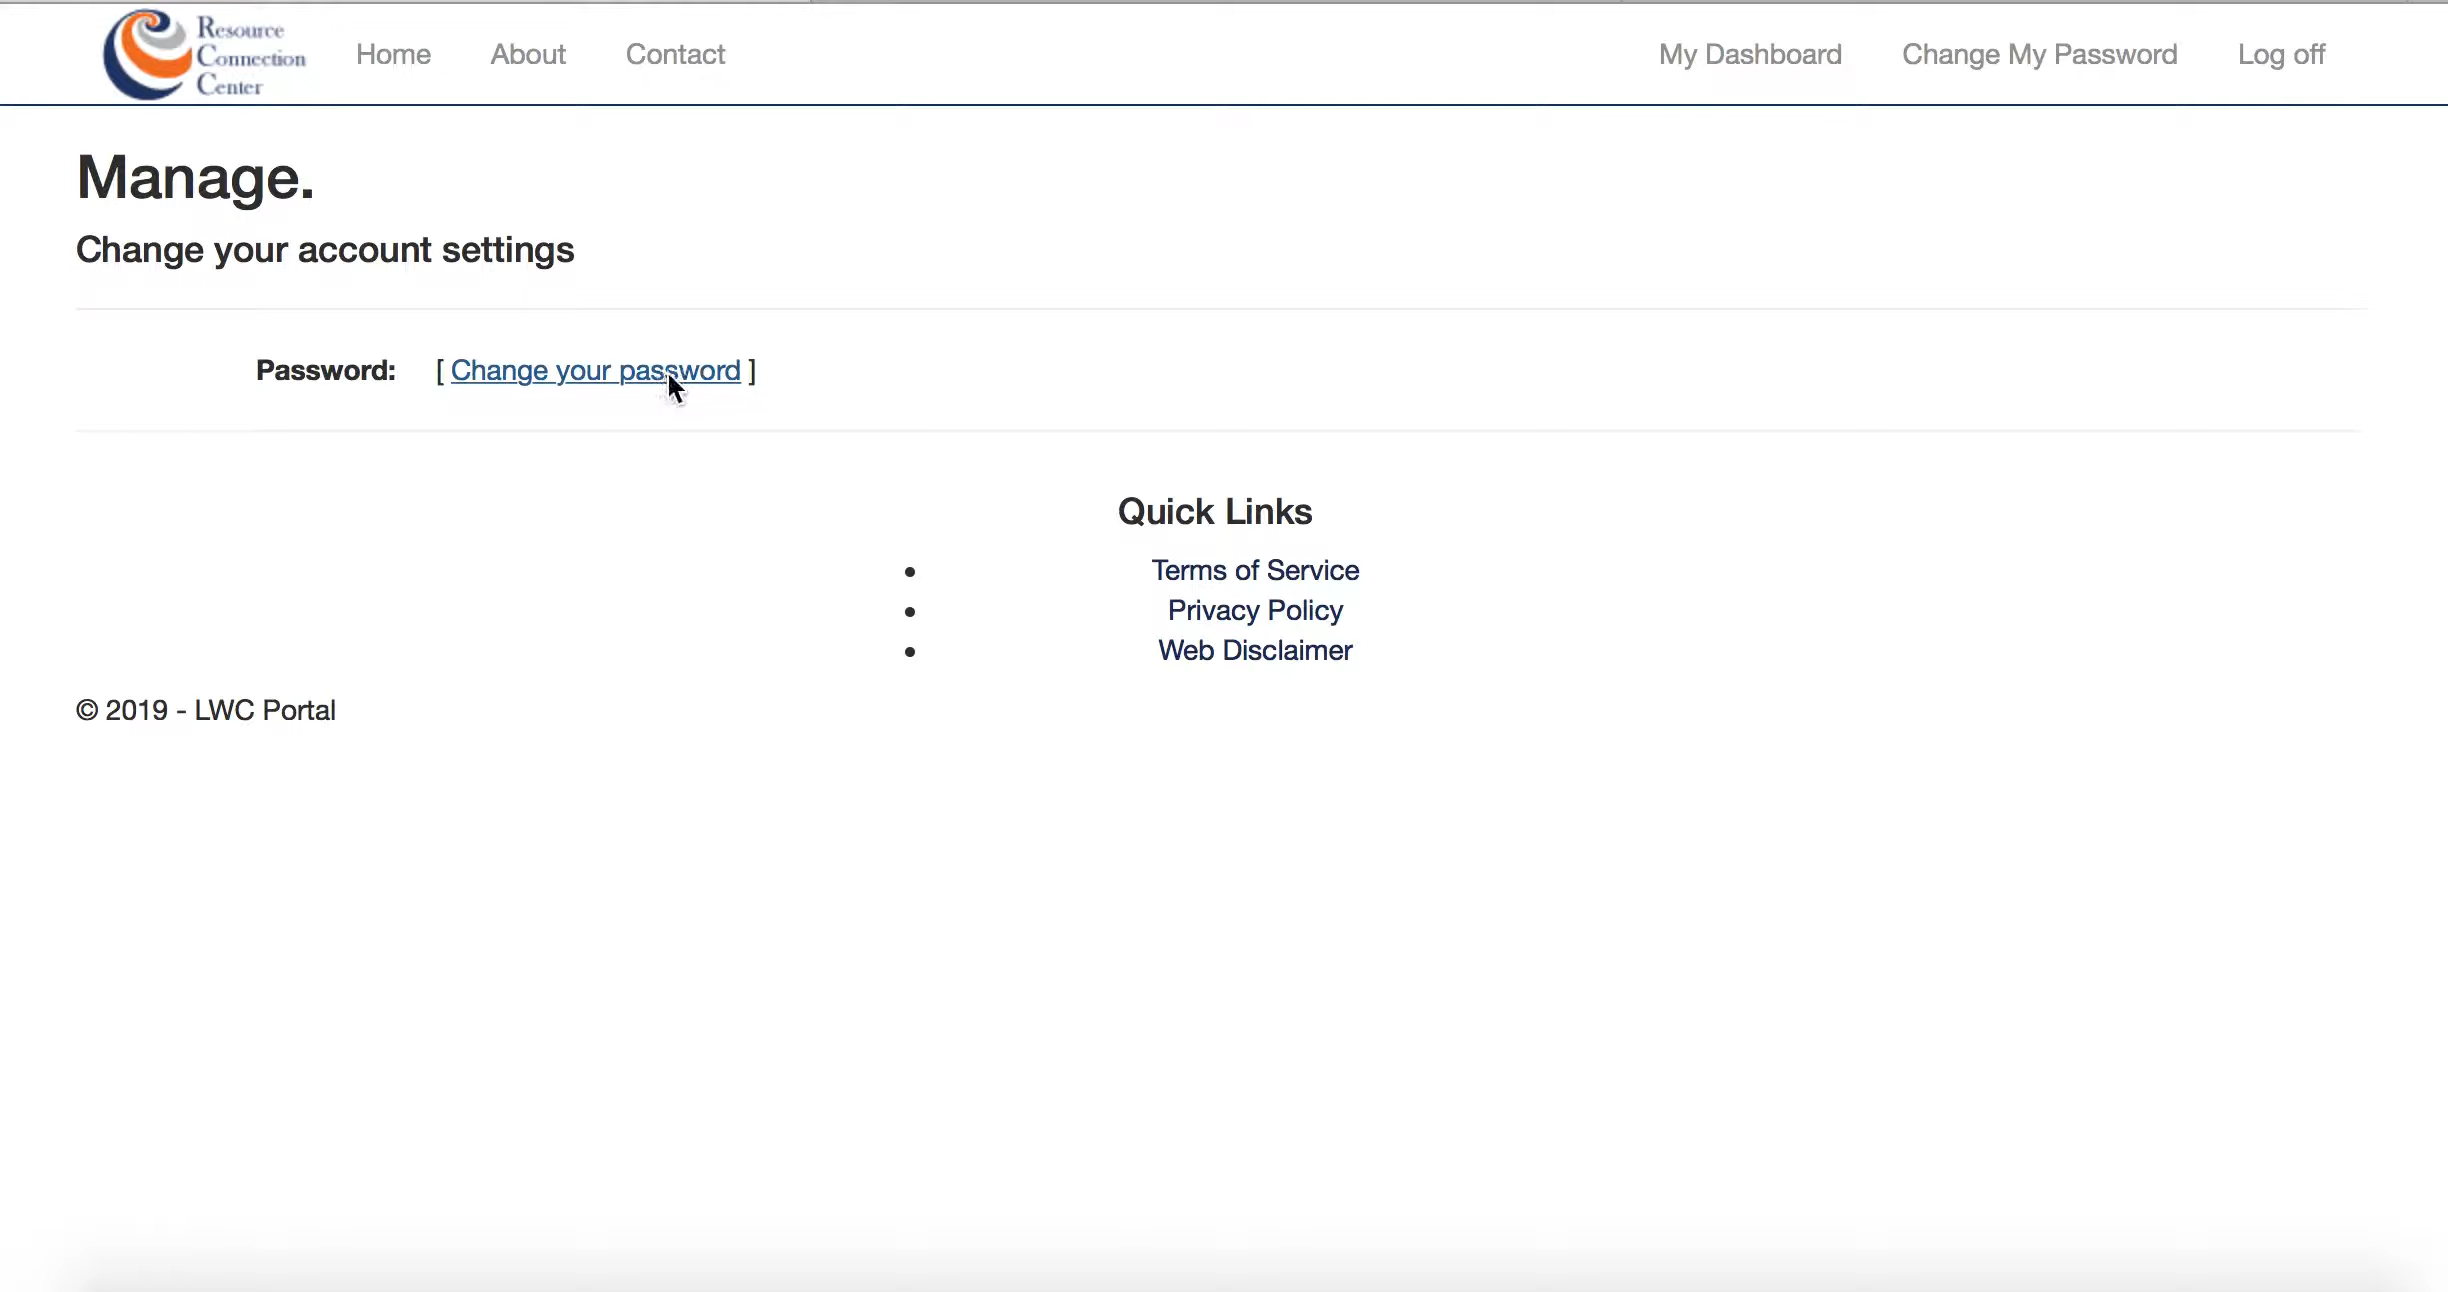 Resource
Connection
Center
Home About Contact My Dashboard Change My Password Log off
Manage.
Change your account settings
Password: [ Change your password ]
Quick Links
• Terms of Service
• Privacy Policy
• Web Disclaimer
© 2019 - LWC Portal